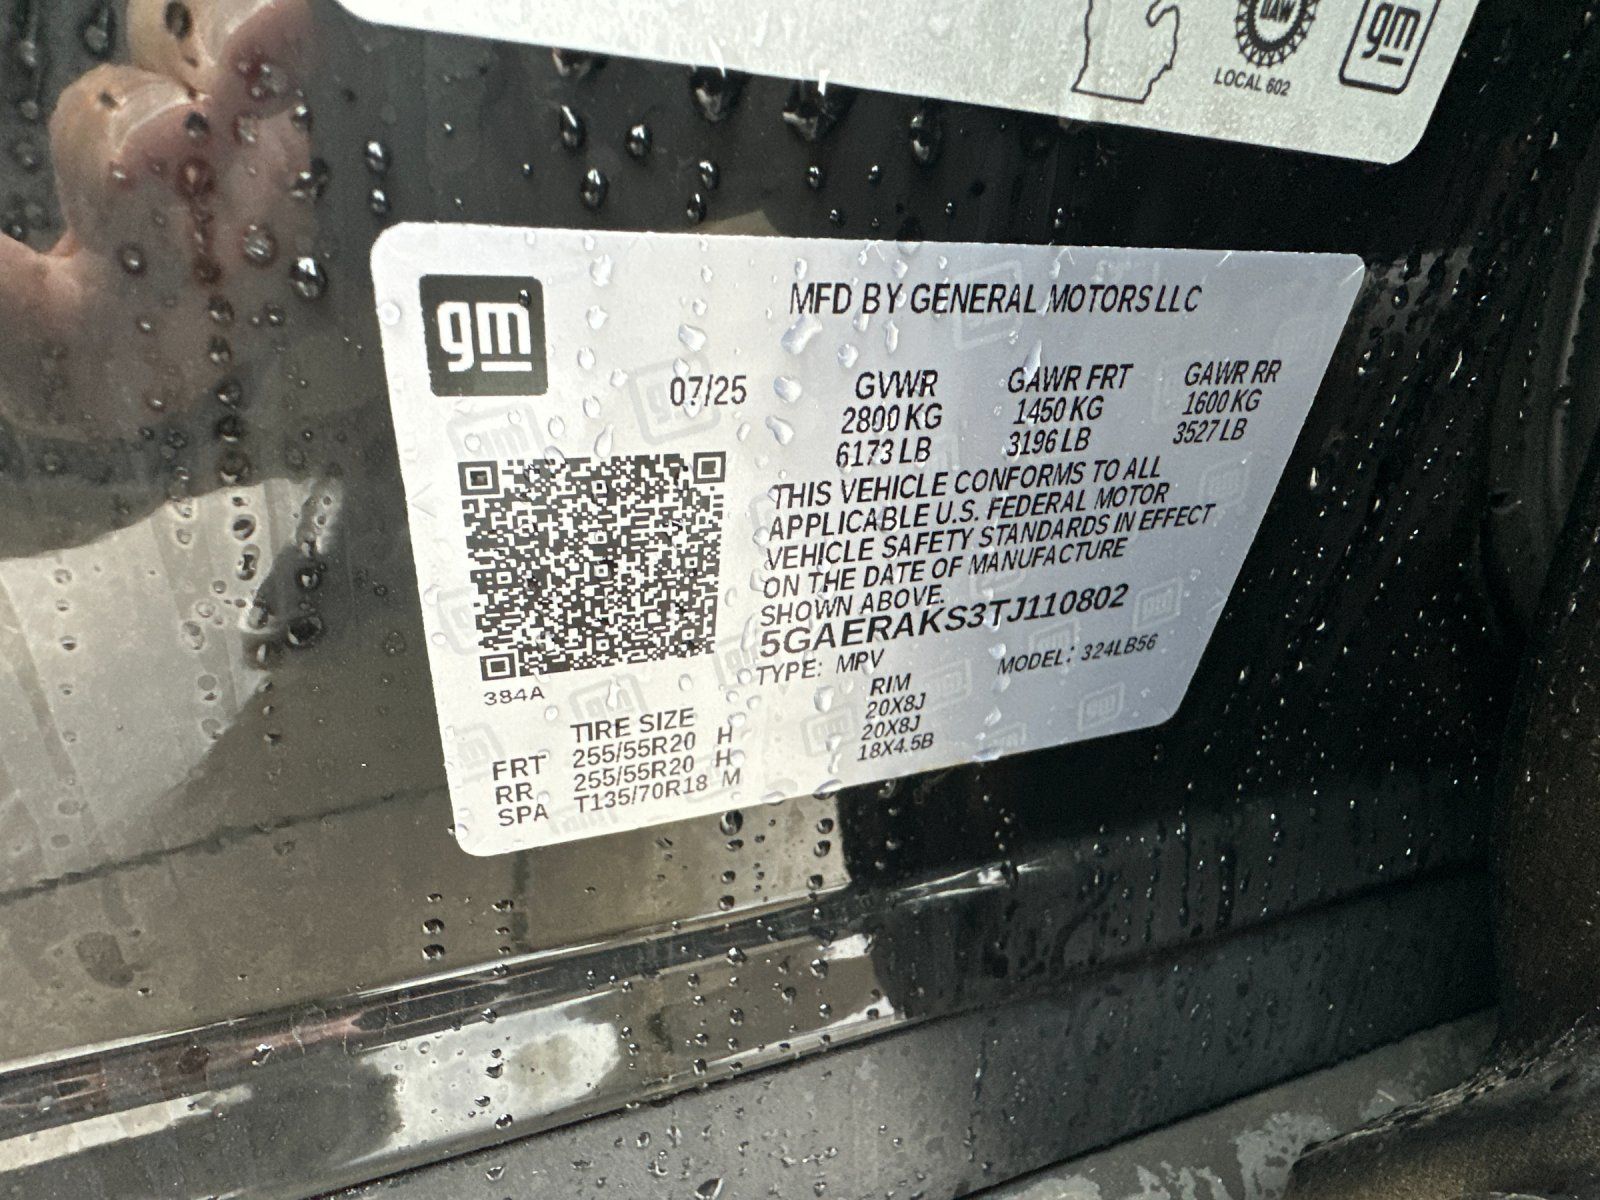 UAW
LOCAL 602
gm
gm
MFD BY GENERAL MOTORS LLC
07/25
GVWR GAWR FRT GAWR RR
2800 KG 1450 KG 1600 KG
6173 LB 3196 LB 3527 LB
THIS VEHICLE CONFORMS TO ALL
APPLICABLE U.S. FEDERAL MOTOR
VEHICLE SAFETY STANDARDS IN EFFECT
ON THE DATE OF MANUFACTURE
SHOWN ABOVE.
5GAERAKS3TJ110802
TYPE: MPV MODEL: 324LB56
384A
TIRE SIZE RIM
FRT 255/55R20 H 20X8J
RR 255/55R20 H 20X8J
SPA T135/70R18 M 18X4.5B